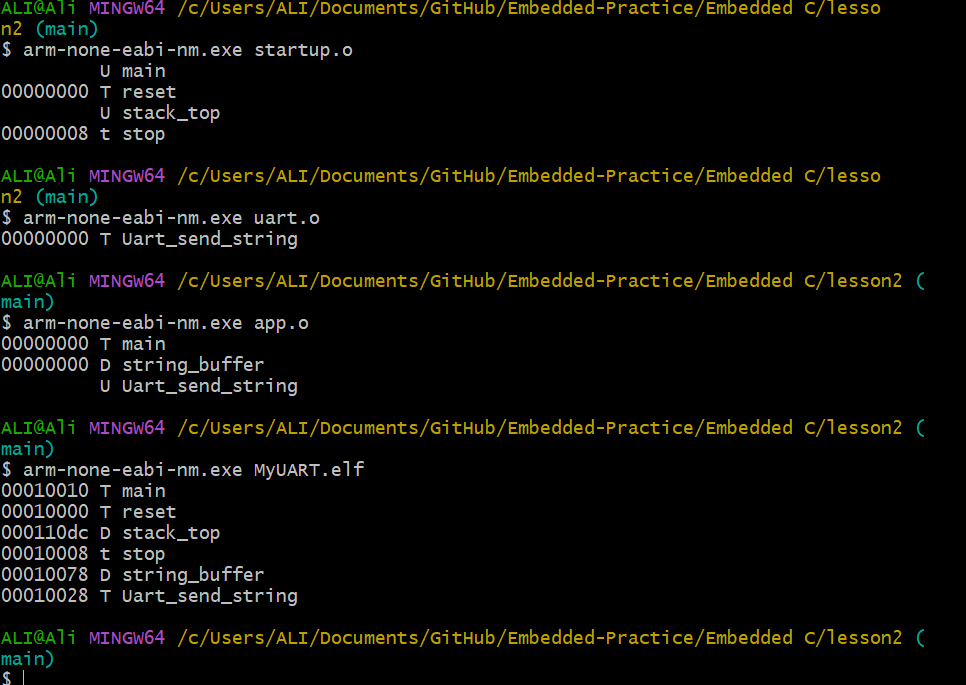 ALI@Ali MINGW64 /c/Users/ALI/Documents/GitHub/Embedded-Practice/Embedded C/lesso
n2 (main)
$ arm-none-eabi-nm.exe startup.o
         U main
00000000 T reset
         U stack_top
00000008 t stop

ALI@Ali MINGW64 /c/Users/ALI/Documents/GitHub/Embedded-Practice/Embedded C/lesso
n2 (main)
$ arm-none-eabi-nm.exe uart.o
00000000 T Uart_send_string

ALI@Ali MINGW64 /c/Users/ALI/Documents/GitHub/Embedded-Practice/Embedded C/lesson2 (
main)
$ arm-none-eabi-nm.exe app.o
00000000 T main
00000000 D string_buffer
         U Uart_send_string

ALI@Ali MINGW64 /c/Users/ALI/Documents/GitHub/Embedded-Practice/Embedded C/lesson2 (
main)
$ arm-none-eabi-nm.exe MyUART.elf
00010010 T main
00010000 T reset
000110dc D stack_top
00010008 t stop
00010078 D string_buffer
00010028 T Uart_send_string

ALI@Ali MINGW64 /c/Users/ALI/Documents/GitHub/Embedded-Practice/Embedded C/lesson2 (
main)
$